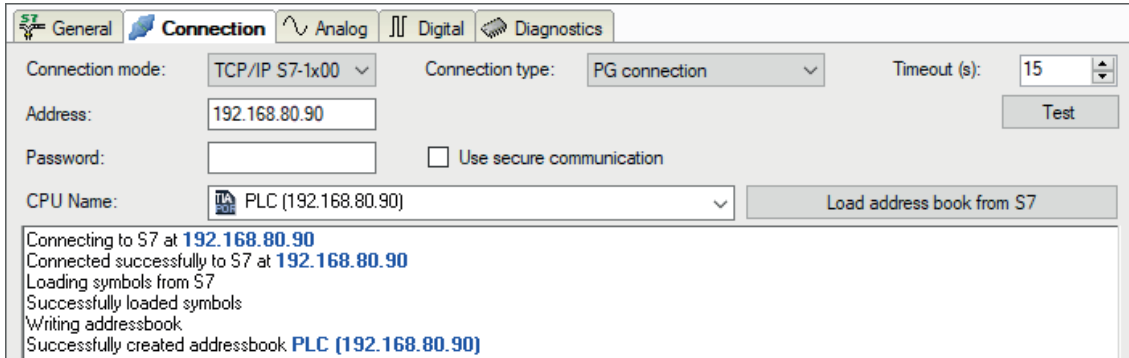 General Connection Analog Digital Diagnostics
Connection mode: TCP/IP S7-1x00 Connection type: PG connection Timeout (s): 15
Address: 192.168.80.90 Test
Password: Use secure communication
CPU Name: PLC (192.168.80.90) Load address book from S7
Connecting to S7 at 192.168.80.90
Connected successfully to S7 at 192.168.80.90
Loading symbols from S7
Successfully loaded symbols
Writing addressbook
Successfully created addressbook PLC (192.168.80.90)